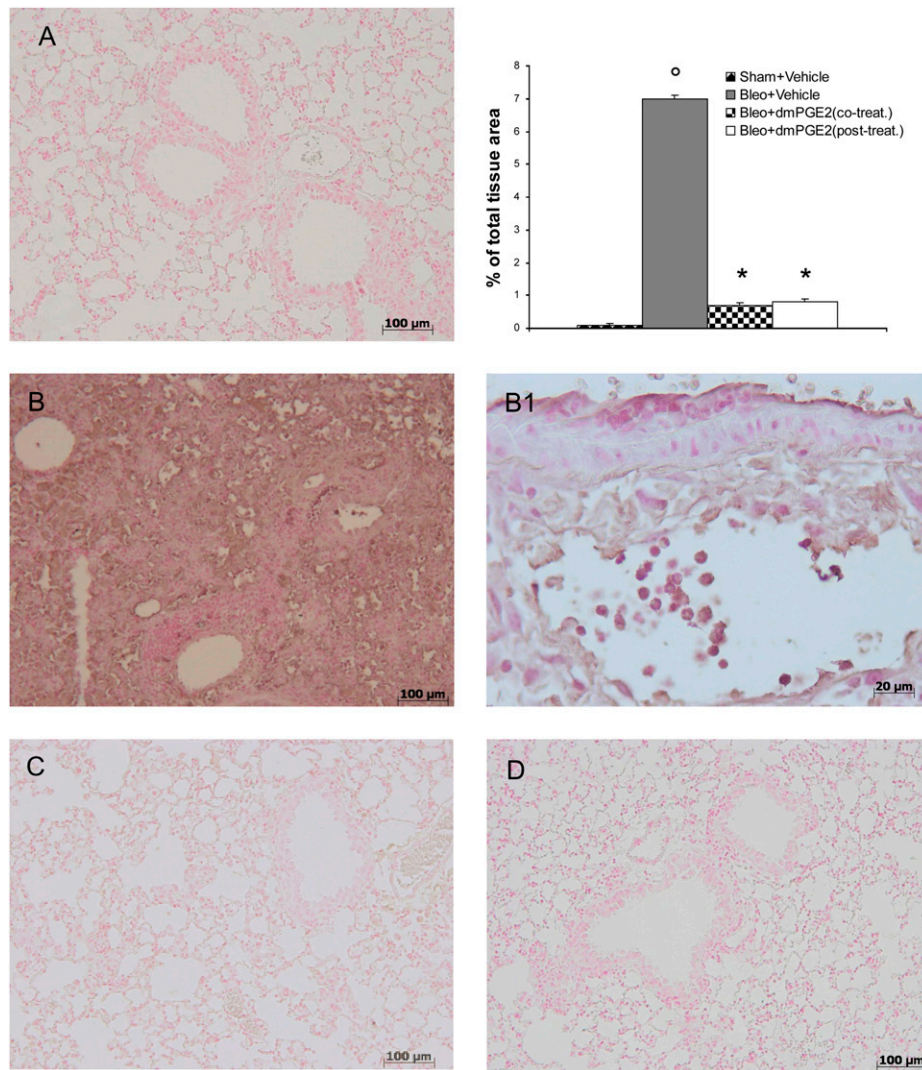 A
100 µm
% of total tissue area
8
7
6
5
4
3
2
1
0
°
*
*
Sham+Vehicle
Bleo+Vehicle
Bleo+dmPGE2(co-treat.)
Bleo+dmPGE2(post-treat.)
B
100 µm
B1
20 µm
C
100 µm
D
100 µm